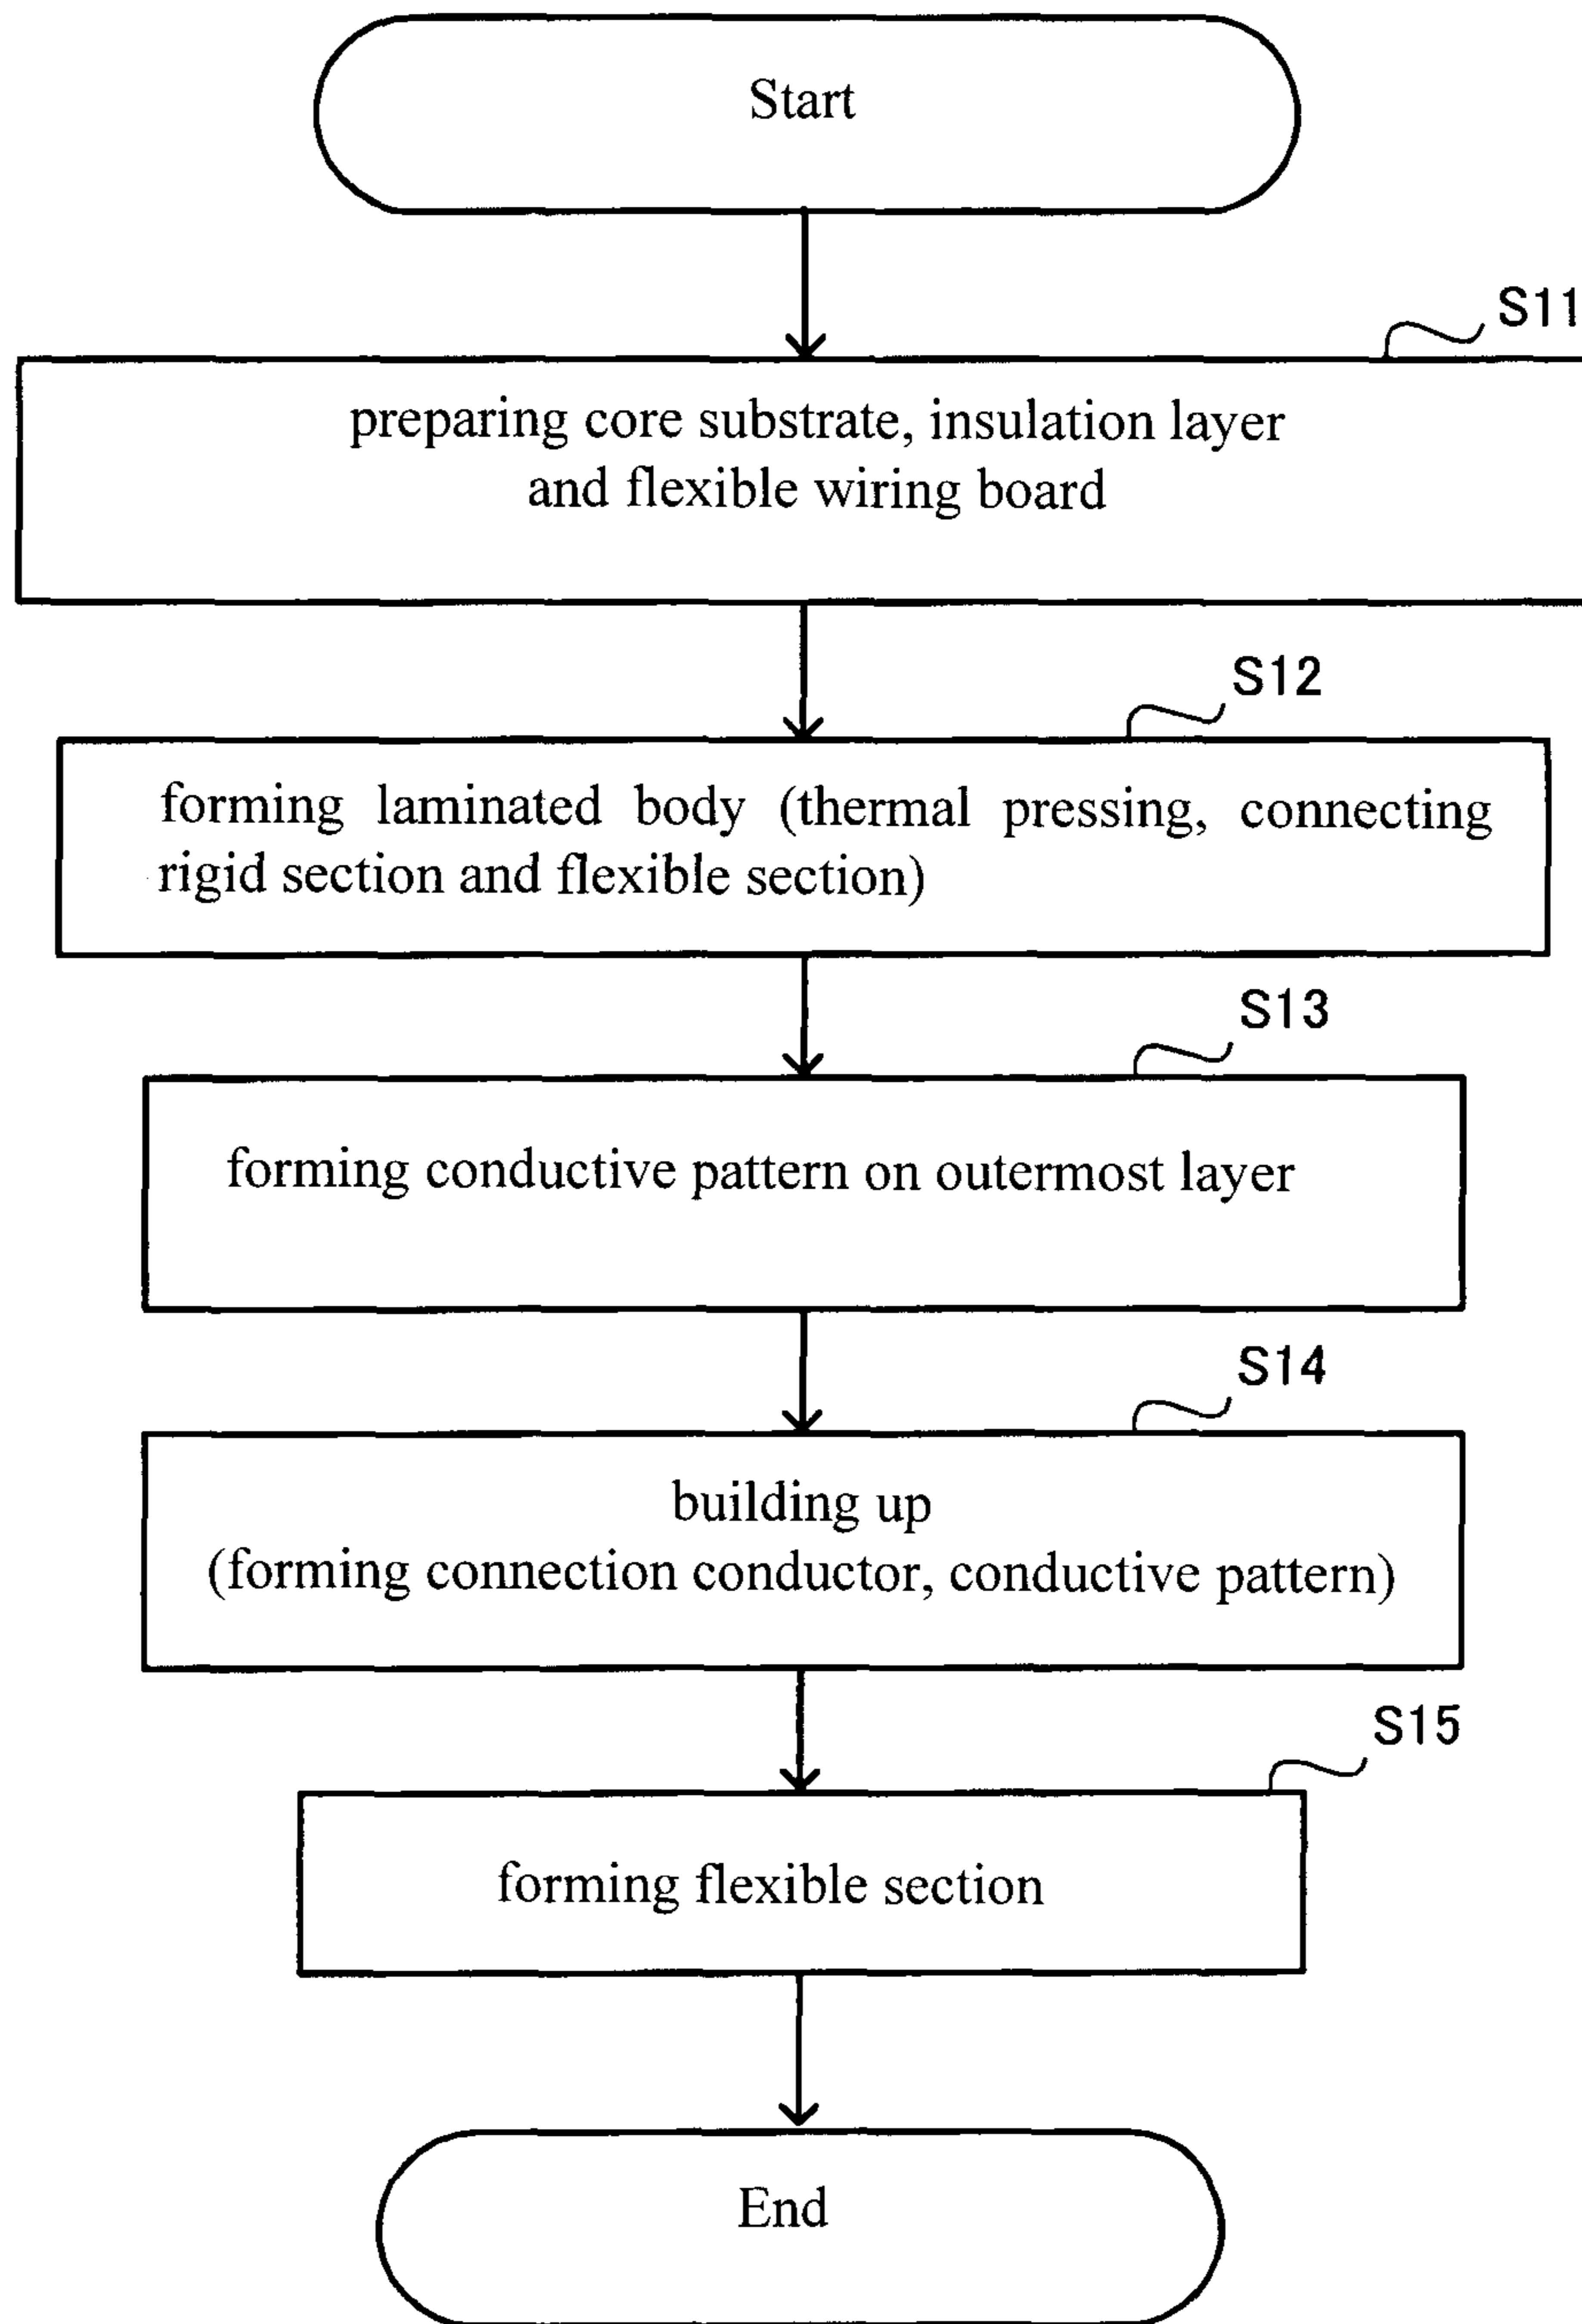 Start
S11
preparing core substrate, insulation layer
and flexible wiring board
S12
forming laminated body (thermal pressing, connecting
rigid section and flexible section)
S13
forming conductive pattern on outermost layer
S14
building up
(forming connection conductor, conductive pattern)
S15
forming flexible section
End